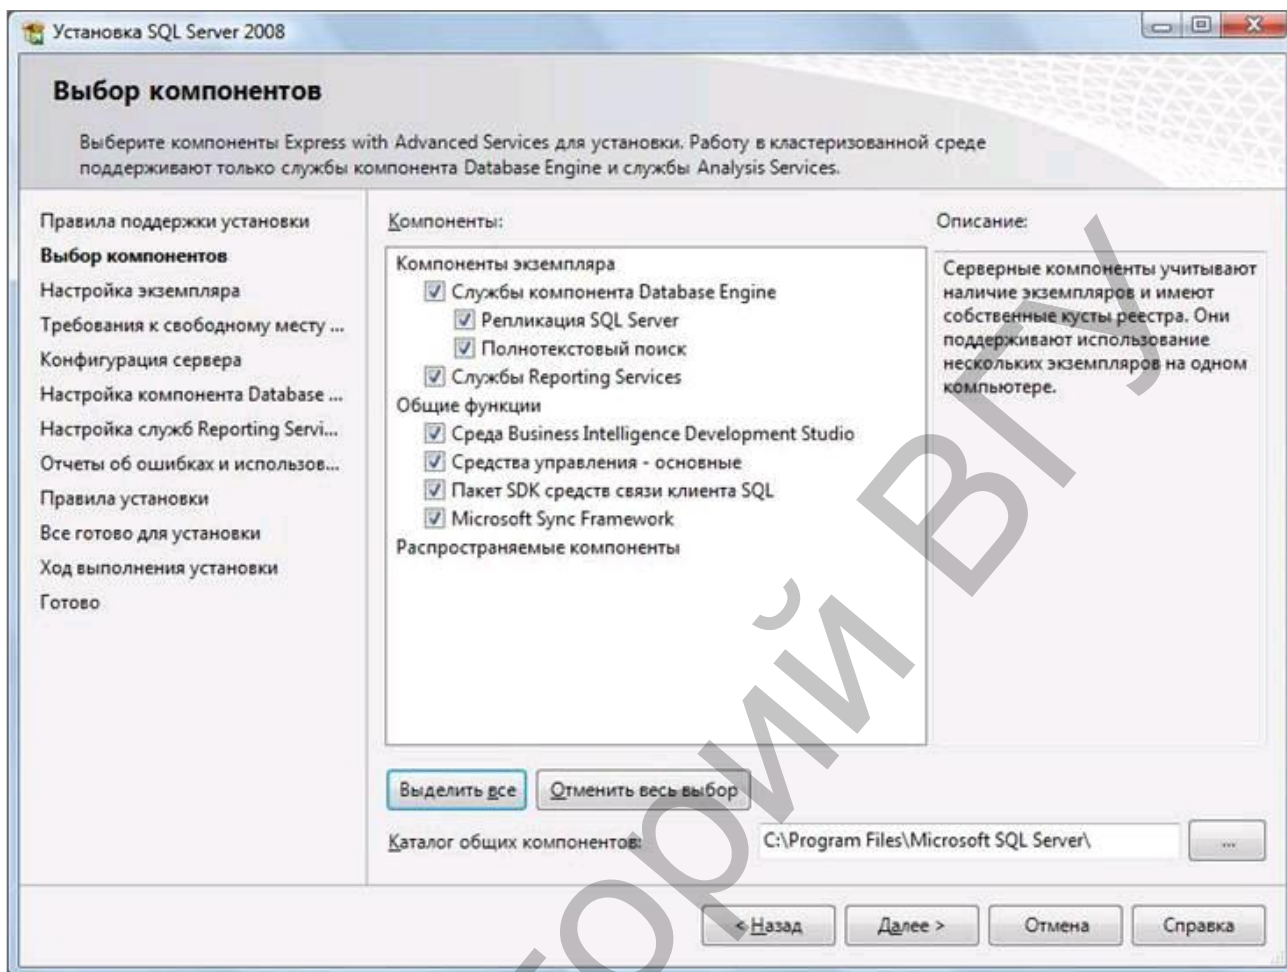 Установка SQL Server 2008
Выбор компонентов
Выберите компоненты Express with Advanced Services для установки. Работу в кластеризованной среде
поддерживают только службы компонента Database Engine и службы Analysis Services.
Правила поддержки установки
Выбор компонентов
Настройка экземпляра
Требования к свободному месту ...
Конфигурация сервера
Настройка компонента Database ...
Настройка служб Reporting Servi...
Отчеты об ошибках и использов...
Правила установки
Все готово для установки
Ход выполнения установки
Готово
Компоненты:
Компоненты экземпляра
Службы компонента Database Engine
Репликация SQL Server
Полнотекстовый поиск
Службы Reporting Services
Общие функции
Среда Business Intelligence Development Studio
Средства управления - основные
Пакет SDK средств связи клиента SQL
Microsoft Sync Framework
Распространяемые компоненты
Описание:
Серверные компоненты учитывают
наличие экземпляров и имеют
собственные кусты реестра. Они
поддерживают использование
нескольких экземпляров на одном
компьютере.
Выделить все
Отменить весь выбор
Каталог общих компонентов:
C:\Program Files\Microsoft SQL Server\
...
< Назад
Далее >
Отмена
Справка
торий ВГУ